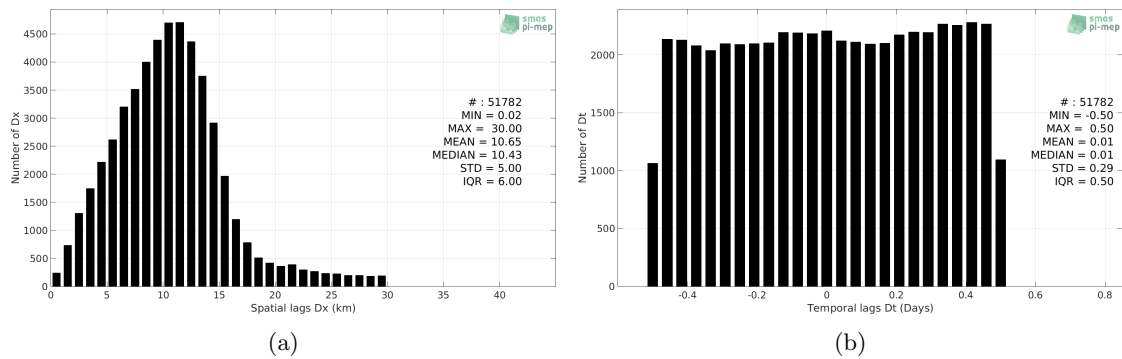 smos
pi-mep
4500
4000
3500
3000
2500
2000
1500
1000
500
0
Number of Dx
# : 51782
MIN = 0.02
MAX = 30.00
MEAN = 10.65
MEDIAN = 10.43
STD = 5.00
IQR = 6.00
0 5 10 15 20 25 30 35 40
Spatial lags Dx (km)
(a)
smos
pi-mep
2000
1500
1000
500
0
Number of Dt
# : 51782
MIN = -0.50
MAX = 0.50
MEAN = 0.01
MEDIAN = 0.01
STD = 0.29
IQR = 0.50
-0.4 -0.2 0 0.2 0.4 0.6 0.8
Temporal lags Dt (Days)
(b)